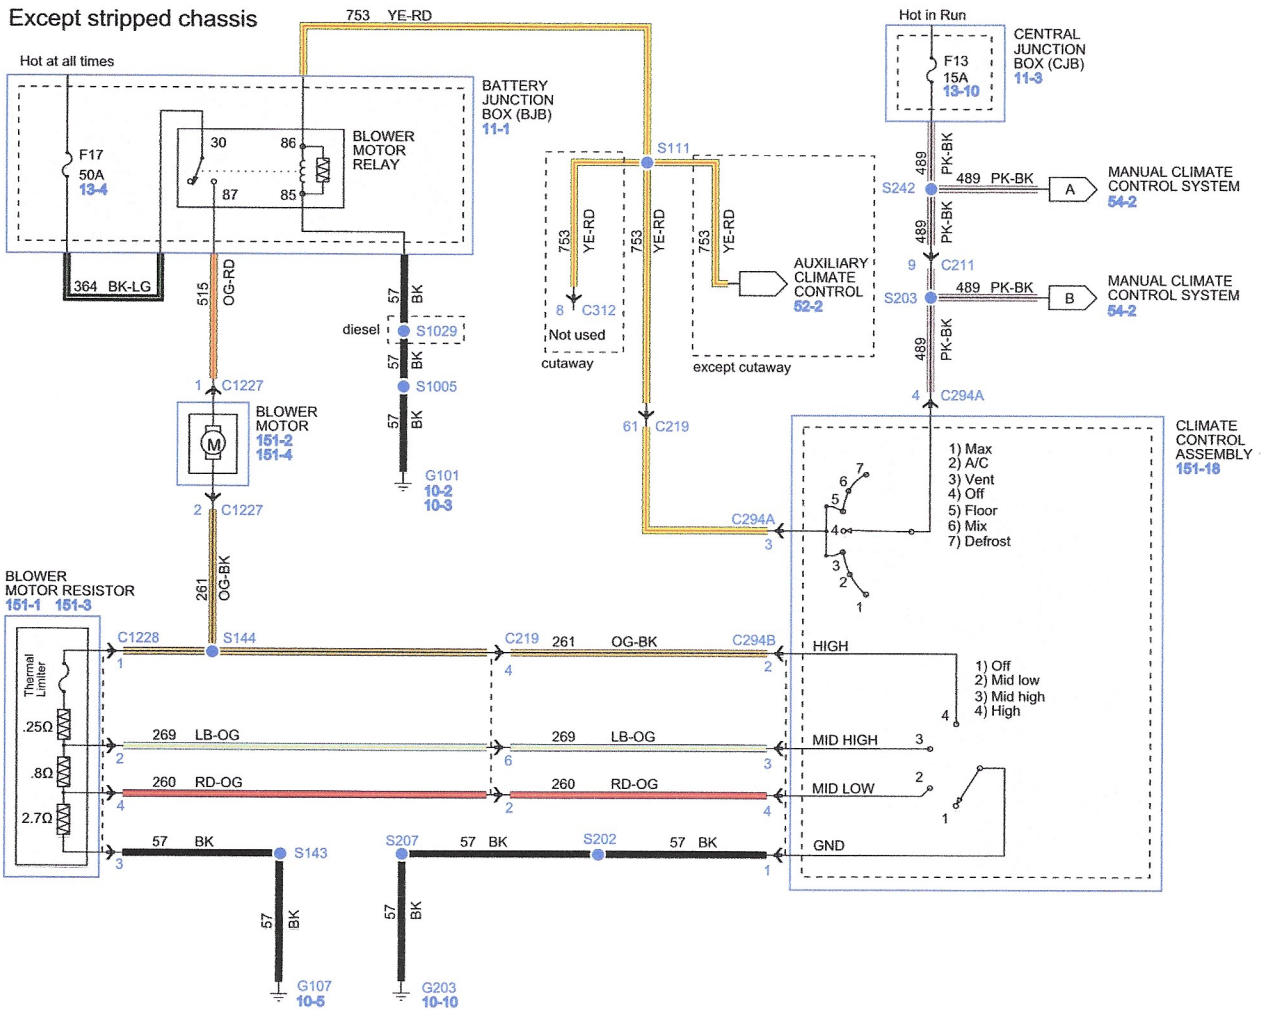 Except stripped chassis
753 YE-RD
Hot in Run
CENTRAL
JUNCTION
BOX (CJB)
11-3
F13
15A
13-10
Hot at all times
BATTERY
JUNCTION
BOX (BJB)
11-1
F17
50A
13-4
30
86
87
85
BLOWER
MOTOR
RELAY
S111
489
PK-BK
S242
489 PK-BK
A
MANUAL CLIMATE
CONTROL SYSTEM
54-2
489
PK-BK
9
C211
S203
489 PK-BK
B
MANUAL CLIMATE
CONTROL SYSTEM
54-2
489
PK-BK
4
C294A
753
YE-RD
753
YE-RD
753
YE-RD
AUXILIARY
CLIMATE
CONTROL
52-2
8
C312
Not used
cutaway
except cutaway
364 BK-LG
515
OG-RD
57
BK
diesel
S1029
57
BK
S1005
57
BK
G101
10-2
10-3
1
C1227
BLOWER
MOTOR
151-2
151-4
M
2
C1227
61
C219
CLIMATE
CONTROL
ASSEMBLY
151-18
1) Max
2) A/C
3) Vent
4) Off
5) Floor
6) Mix
7) Defrost
7
6
5
4
3
2
1
C294A
3
261
OG-BK
BLOWER
MOTOR RESISTOR
151-1 151-3
Thermal
Limiter
.25Ω
.8Ω
2.7Ω
C1228
1
S144
C219
4
261 OG-BK
C294B
2
HIGH
1) Off
2) Mid low
3) Mid high
4) High
4
3
2
1
269 LB-OG
2
6
269 LB-OG
3
MID HIGH
260 RD-OG
4
2
260 RD-OG
4
MID LOW
57 BK
3
S143
S207
57 BK
S202
57 BK
1
GND
57
BK
57
BK
G107
10-5
G203
10-10